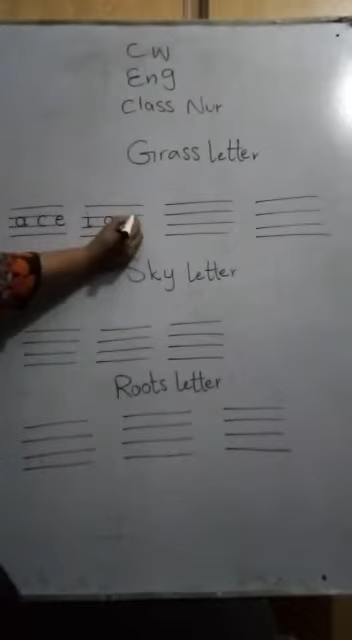 CW
Eng
Class Nur
Grass letter
a c e
Sky letter
Roots letter